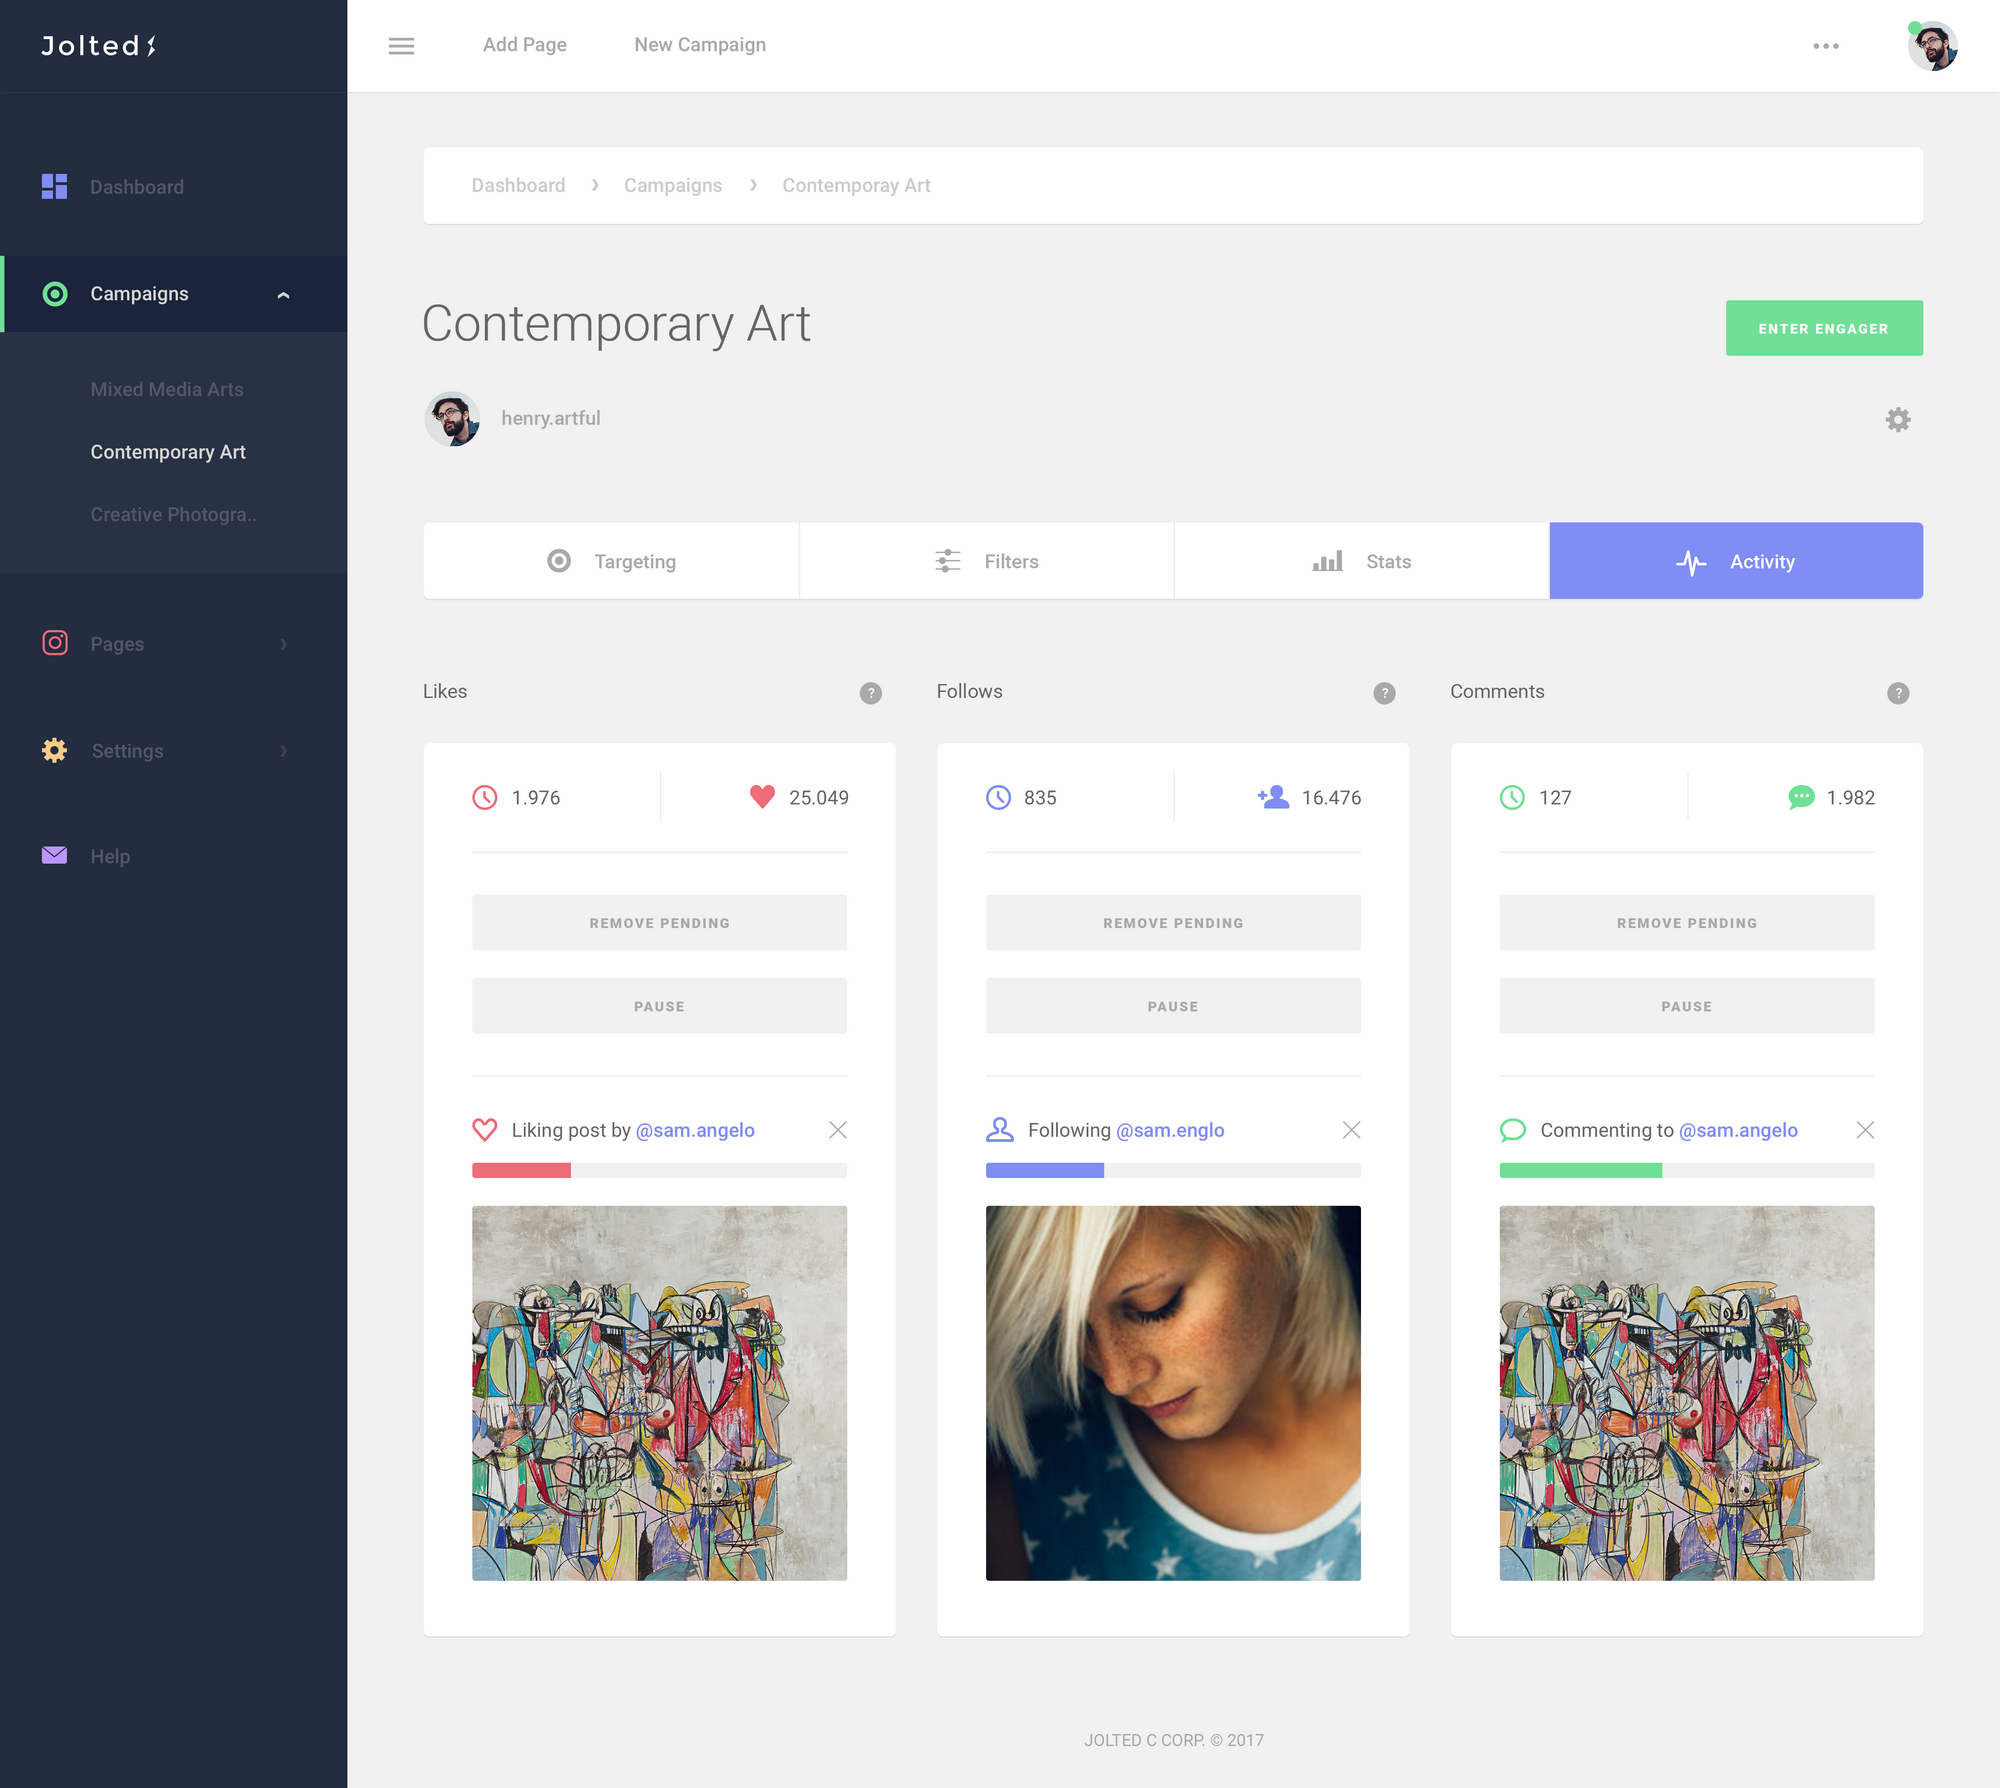 Jolted
Add Page
New Campaign
Dashboard
Campaigns
Mixed Media Arts
Contemporary Art
Creative Photogra..
Pages
Settings
Help
Dashboard › Campaigns › Contemporay Art
Contemporary Art
ENTER ENGAGER
henry.artful
Targeting
Filters
Stats
Activity
Likes
?
Follows
?
Comments
?
1.976
25.049
835
16.476
127
1.982
REMOVE PENDING
REMOVE PENDING
REMOVE PENDING
PAUSE
PAUSE
PAUSE
Liking post by @sam.angelo
Following @sam.englo
Commenting to @sam.angelo
JOLTED C CORP. © 2017